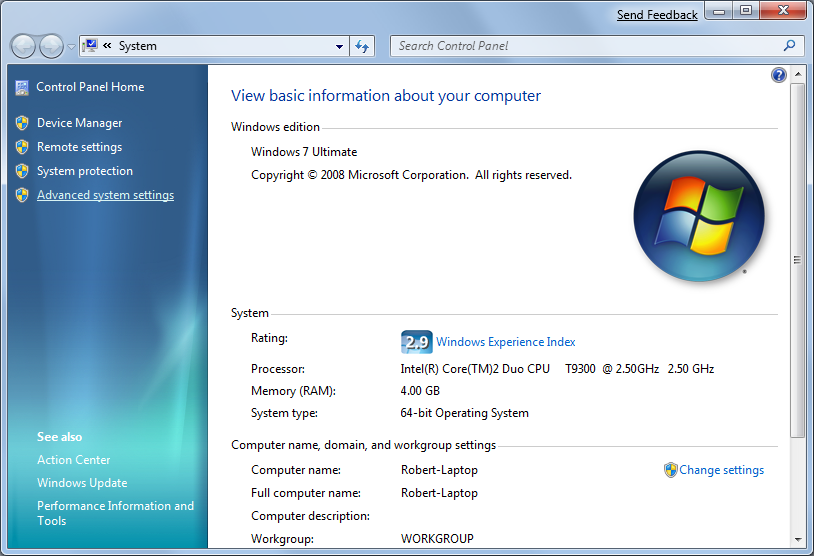 Send Feedback
« System
Search Control Panel
Control Panel Home
Device Manager
Remote settings
System protection
Advanced system settings
See also
Action Center
Windows Update
Performance Information and
Tools
View basic information about your computer
Windows edition
Windows 7 Ultimate
Copyright © 2008 Microsoft Corporation. All rights reserved.
System
Rating: 2,9 Windows Experience Index
Processor: Intel(R) Core(TM)2 Duo CPU T9300 @ 2.50GHz 2.50 GHz
Memory (RAM): 4.00 GB
System type: 64-bit Operating System
Computer name, domain, and workgroup settings
Computer name: Robert-Laptop Change settings
Full computer name: Robert-Laptop
Computer description:
Workgroup: WORKGROUP